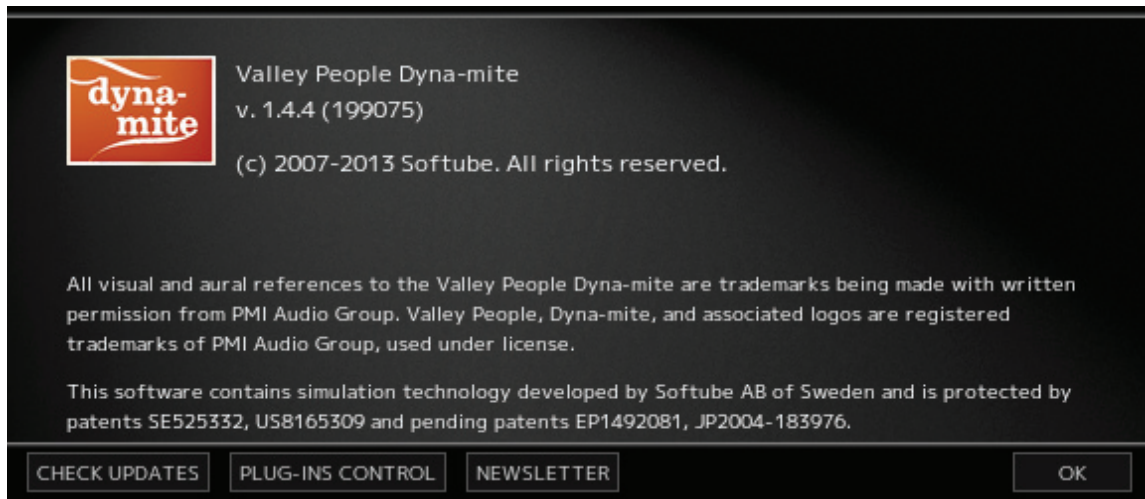 dyna-
mite
Valley People Dyna-mite
v. 1.4.4 (199075)
(c) 2007-2013 Softube. All rights reserved.
All visual and aural references to the Valley People Dyna-mite are trademarks being made with written
permission from PMI Audio Group. Valley People, Dyna-mite, and associated logos are registered
trademarks of PMI Audio Group, used under license.
This software contains simulation technology developed by Softube AB of Sweden and is protected by
patents SE525332, US8165309 and pending patents EP1492081, JP2004-183976.
CHECK UPDATES PLUG-INS CONTROL NEWSLETTER OK